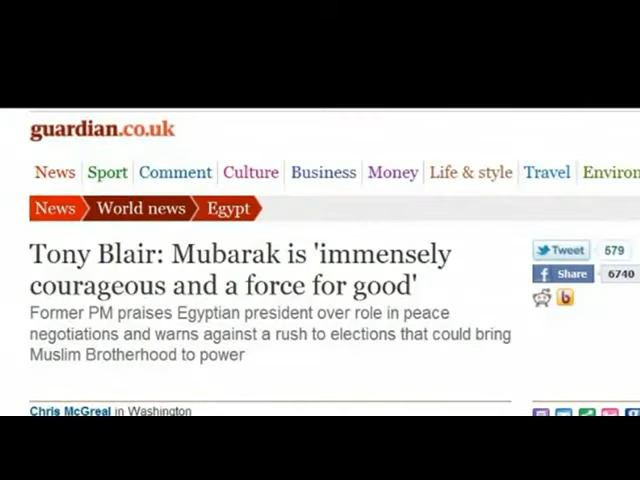 guardian.co.uk
News Sport Comment Culture Business Money Life & style Travel Environ
News World news Egypt
Tony Blair: Mubarak is 'immensely
courageous and a force for good'
Former PM praises Egyptian president over role in peace
negotiations and warns against a rush to elections that could bring
Muslim Brotherhood to power
Tweet 579
f Share 6740
b
Chris McGreal in Washington